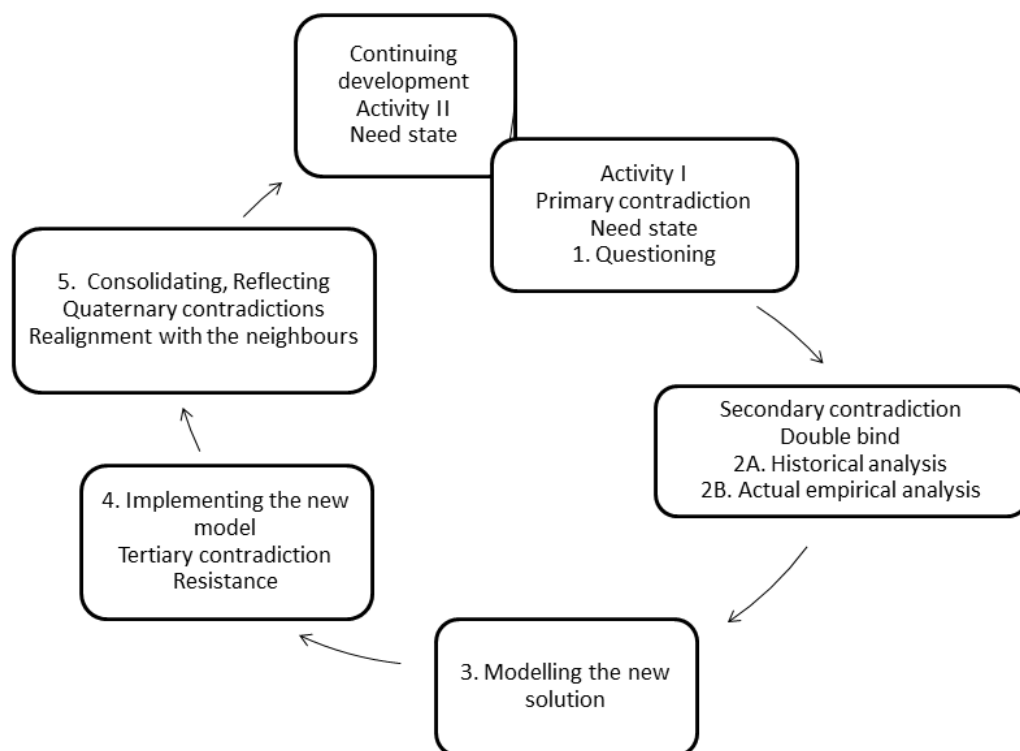 Continuing
development
Activity II
Need state
Activity I
Primary contradiction
Need state
1. Questioning
Secondary contradiction
Double bind
2A. Historical analysis
2B. Actual empirical analysis
3. Modelling the new
solution
4. Implementing the new
model
Tertiary contradiction
Resistance
5. Consolidating, Reflecting
Quaternary contradictions
Realignment with the neighbours